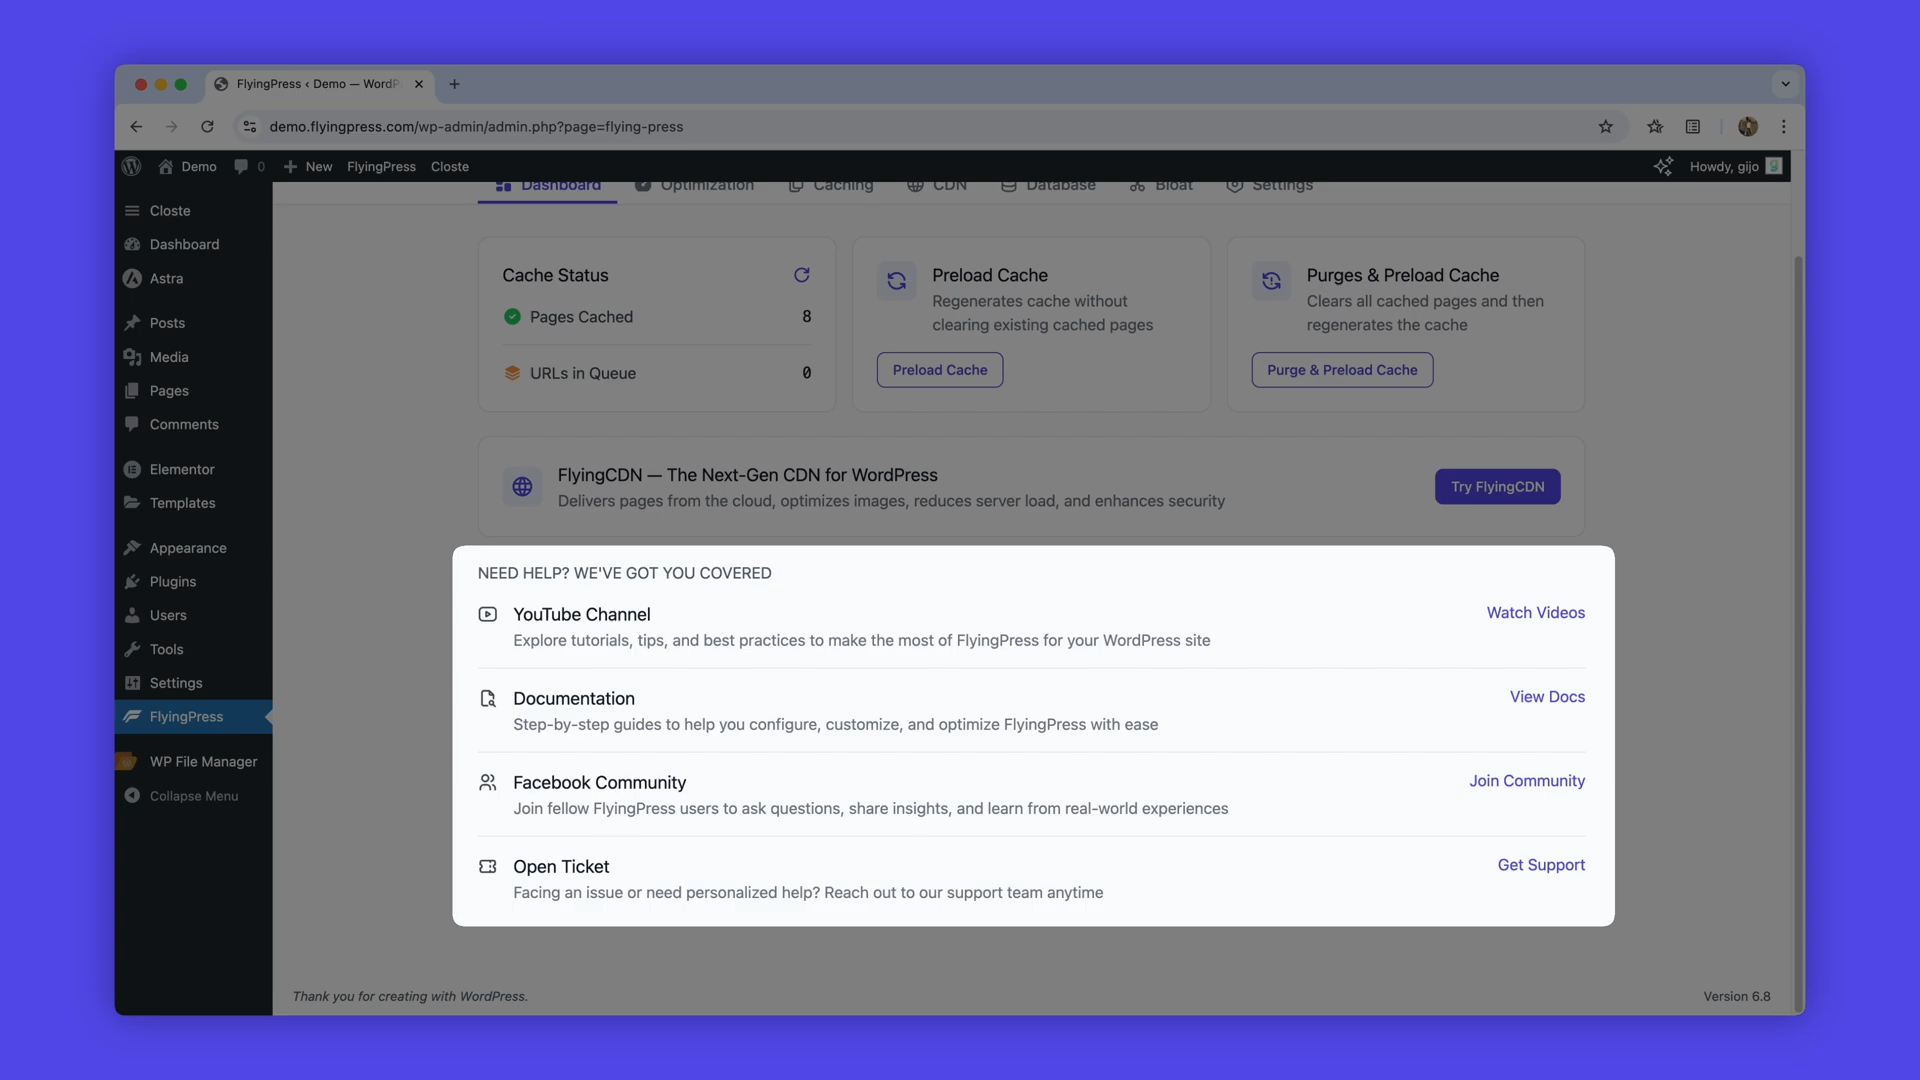 FlyingPress ‹ Demo — WordP
demo.flyingpress.com/wp-admin/admin.php?page=flying-press
Demo
0
New
FlyingPress
Closte
Howdy, gijo
Closte
Dashboard
Astra
Posts
Media
Pages
Comments
Elementor
Templates
Appearance
Plugins
Users
Tools
Settings
FlyingPress
WP File Manager
Collapse Menu
Dashboard
Optimization
Caching
CDN
Database
Bloat
Settings
Cache Status
Pages Cached
8
URLs in Queue
0
Preload Cache
Regenerates cache without
clearing existing cached pages
Preload Cache
Purges & Preload Cache
Clears all cached pages and then
regenerates the cache
Purge & Preload Cache
FlyingCDN — The Next-Gen CDN for WordPress
Delivers pages from the cloud, optimizes images, reduces server load, and enhances security
Try FlyingCDN
NEED HELP? WE'VE GOT YOU COVERED
YouTube Channel
Explore tutorials, tips, and best practices to make the most of FlyingPress for your WordPress site
Watch Videos
Documentation
Step-by-step guides to help you configure, customize, and optimize FlyingPress with ease
View Docs
Facebook Community
Join fellow FlyingPress users to ask questions, share insights, and learn from real-world experiences
Join Community
Open Ticket
Facing an issue or need personalized help? Reach out to our support team anytime
Get Support
Thank you for creating with WordPress.
Version 6.8